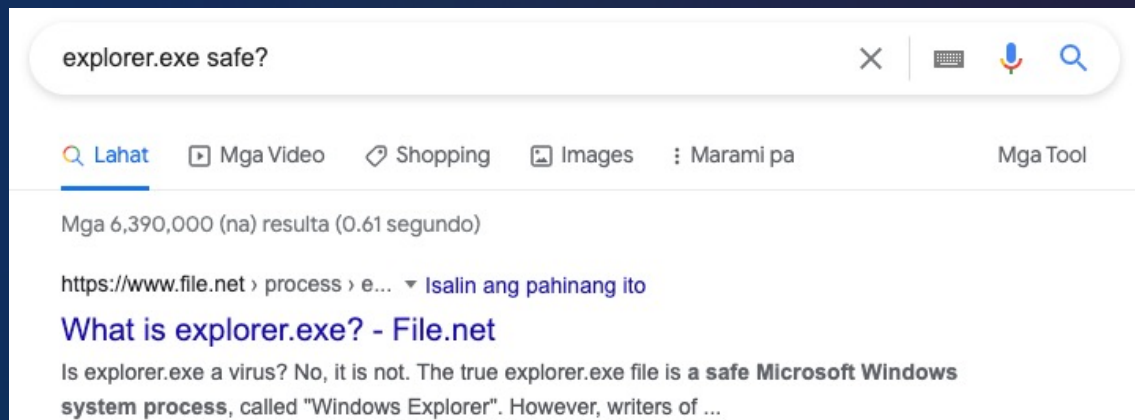 explorer.exe safe?
Lahat Mga Video Shopping Images Marami pa Mga Tool
Mga 6,390,000 (na) resulta (0.61 segundo)
https://www.file.net › process › e... Isalin ang pahinang ito
What is explorer.exe? - File.net
Is explorer.exe a virus? No, it is not. The true explorer.exe file is a safe Microsoft Windows
system process, called "Windows Explorer". However, writers of ...